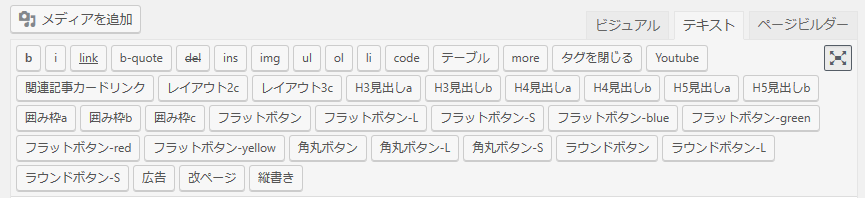 メディアを追加
ビジュアル テキスト ページビルダー
b i link b-quote del ins img ul ol li code テーブル more タグを閉じる Youtube
関連記事カードリンク レイアウト2c レイアウト3c H3見出しa H3見出しb H4見出しa H4見出しb H5見出しa H5見出しb
囲み枠a 囲み枠b 囲み枠c フラットボタン フラットボタン-L フラットボタン-S フラットボタン-blue フラットボタン-green
フラットボタン-red フラットボタン-yellow 角丸ボタン 角丸ボタン-L 角丸ボタン-S ラウンドボタン ラウンドボタン-L
ラウンドボタン-S 広告 改ページ 縦書き